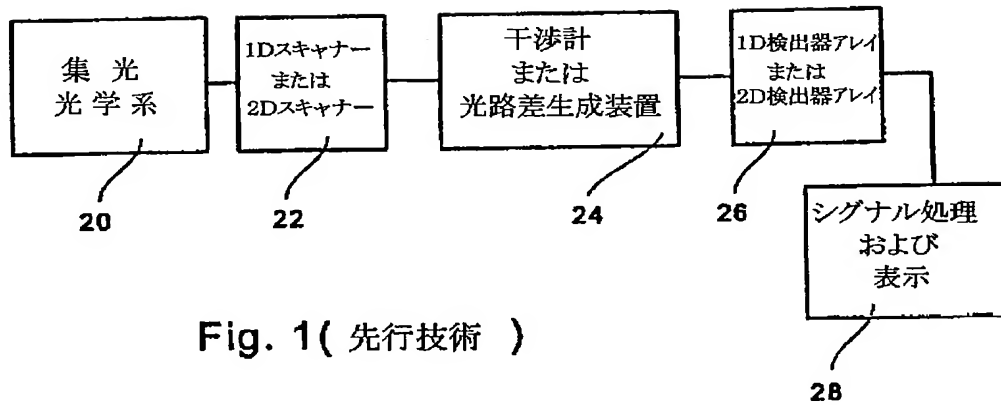 集光
光学系
20
1Dスキャナー
または
2Dスキャナー
22
干渉計
または
光路差生成装置
24
1D検出器アレイ
または
2D検出器アレイ
26
シグナル処理
および
表示
28
Fig. 1( 先行技術 )